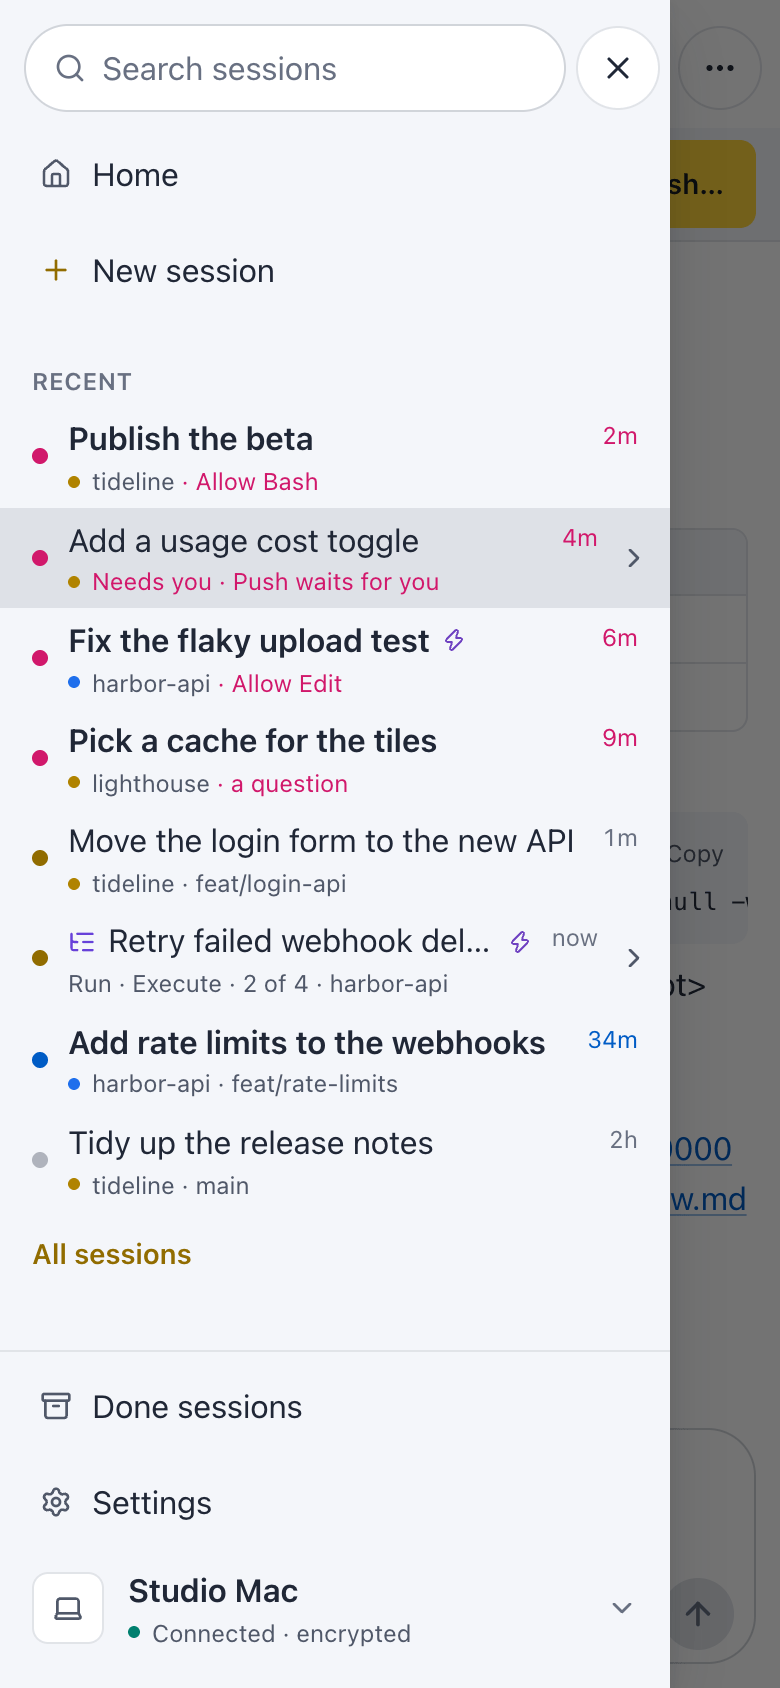 Search sessions
Home
sh...
New session
RECENT
Publish the beta 2m
tideline · Allow Bash
Add a usage cost toggle 4m
Needs you · Push waits for you
Fix the flaky upload test 6m
harbor-api · Allow Edit
Pick a cache for the tiles 9m
lighthouse · a question
Move the login form to the new API 1m
Copy
tideline · feat/login-api
Retry failed webhook del... now
Run · Execute · 2 of 4 · harbor-api
Add rate limits to the webhooks 34m
harbor-api · feat/rate-limits
Tidy up the release notes 2h
tideline · main
w.md
All sessions
Done sessions
Settings
Studio Mac
Connected · encrypted